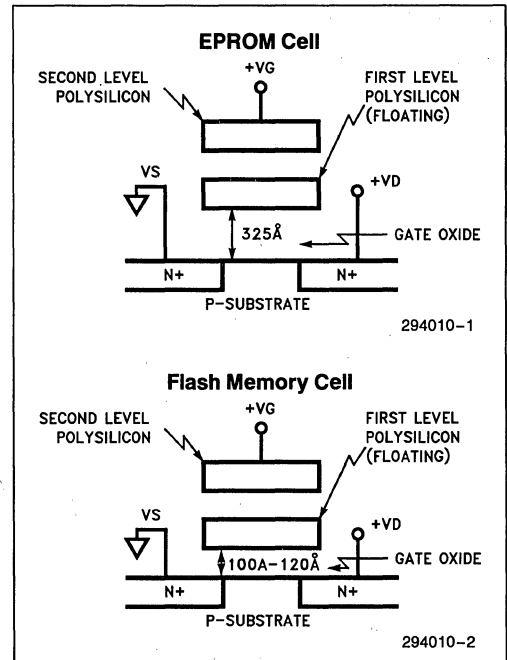 EPROM Cell
+VG
SECOND LEVEL
POLYSILICON
FIRST LEVEL
POLYSILICON
(FLOATING)
VS
+VD
325Å
GATE OXIDE
N+
N+
P-SUBSTRATE
294010-1
Flash Memory Cell
+VG
SECOND LEVEL
POLYSILICON
FIRST LEVEL
POLYSILICON
(FLOATING)
VS
+VD
100A-120Å
GATE OXIDE
N+
N+
P-SUBSTRATE
294010-2